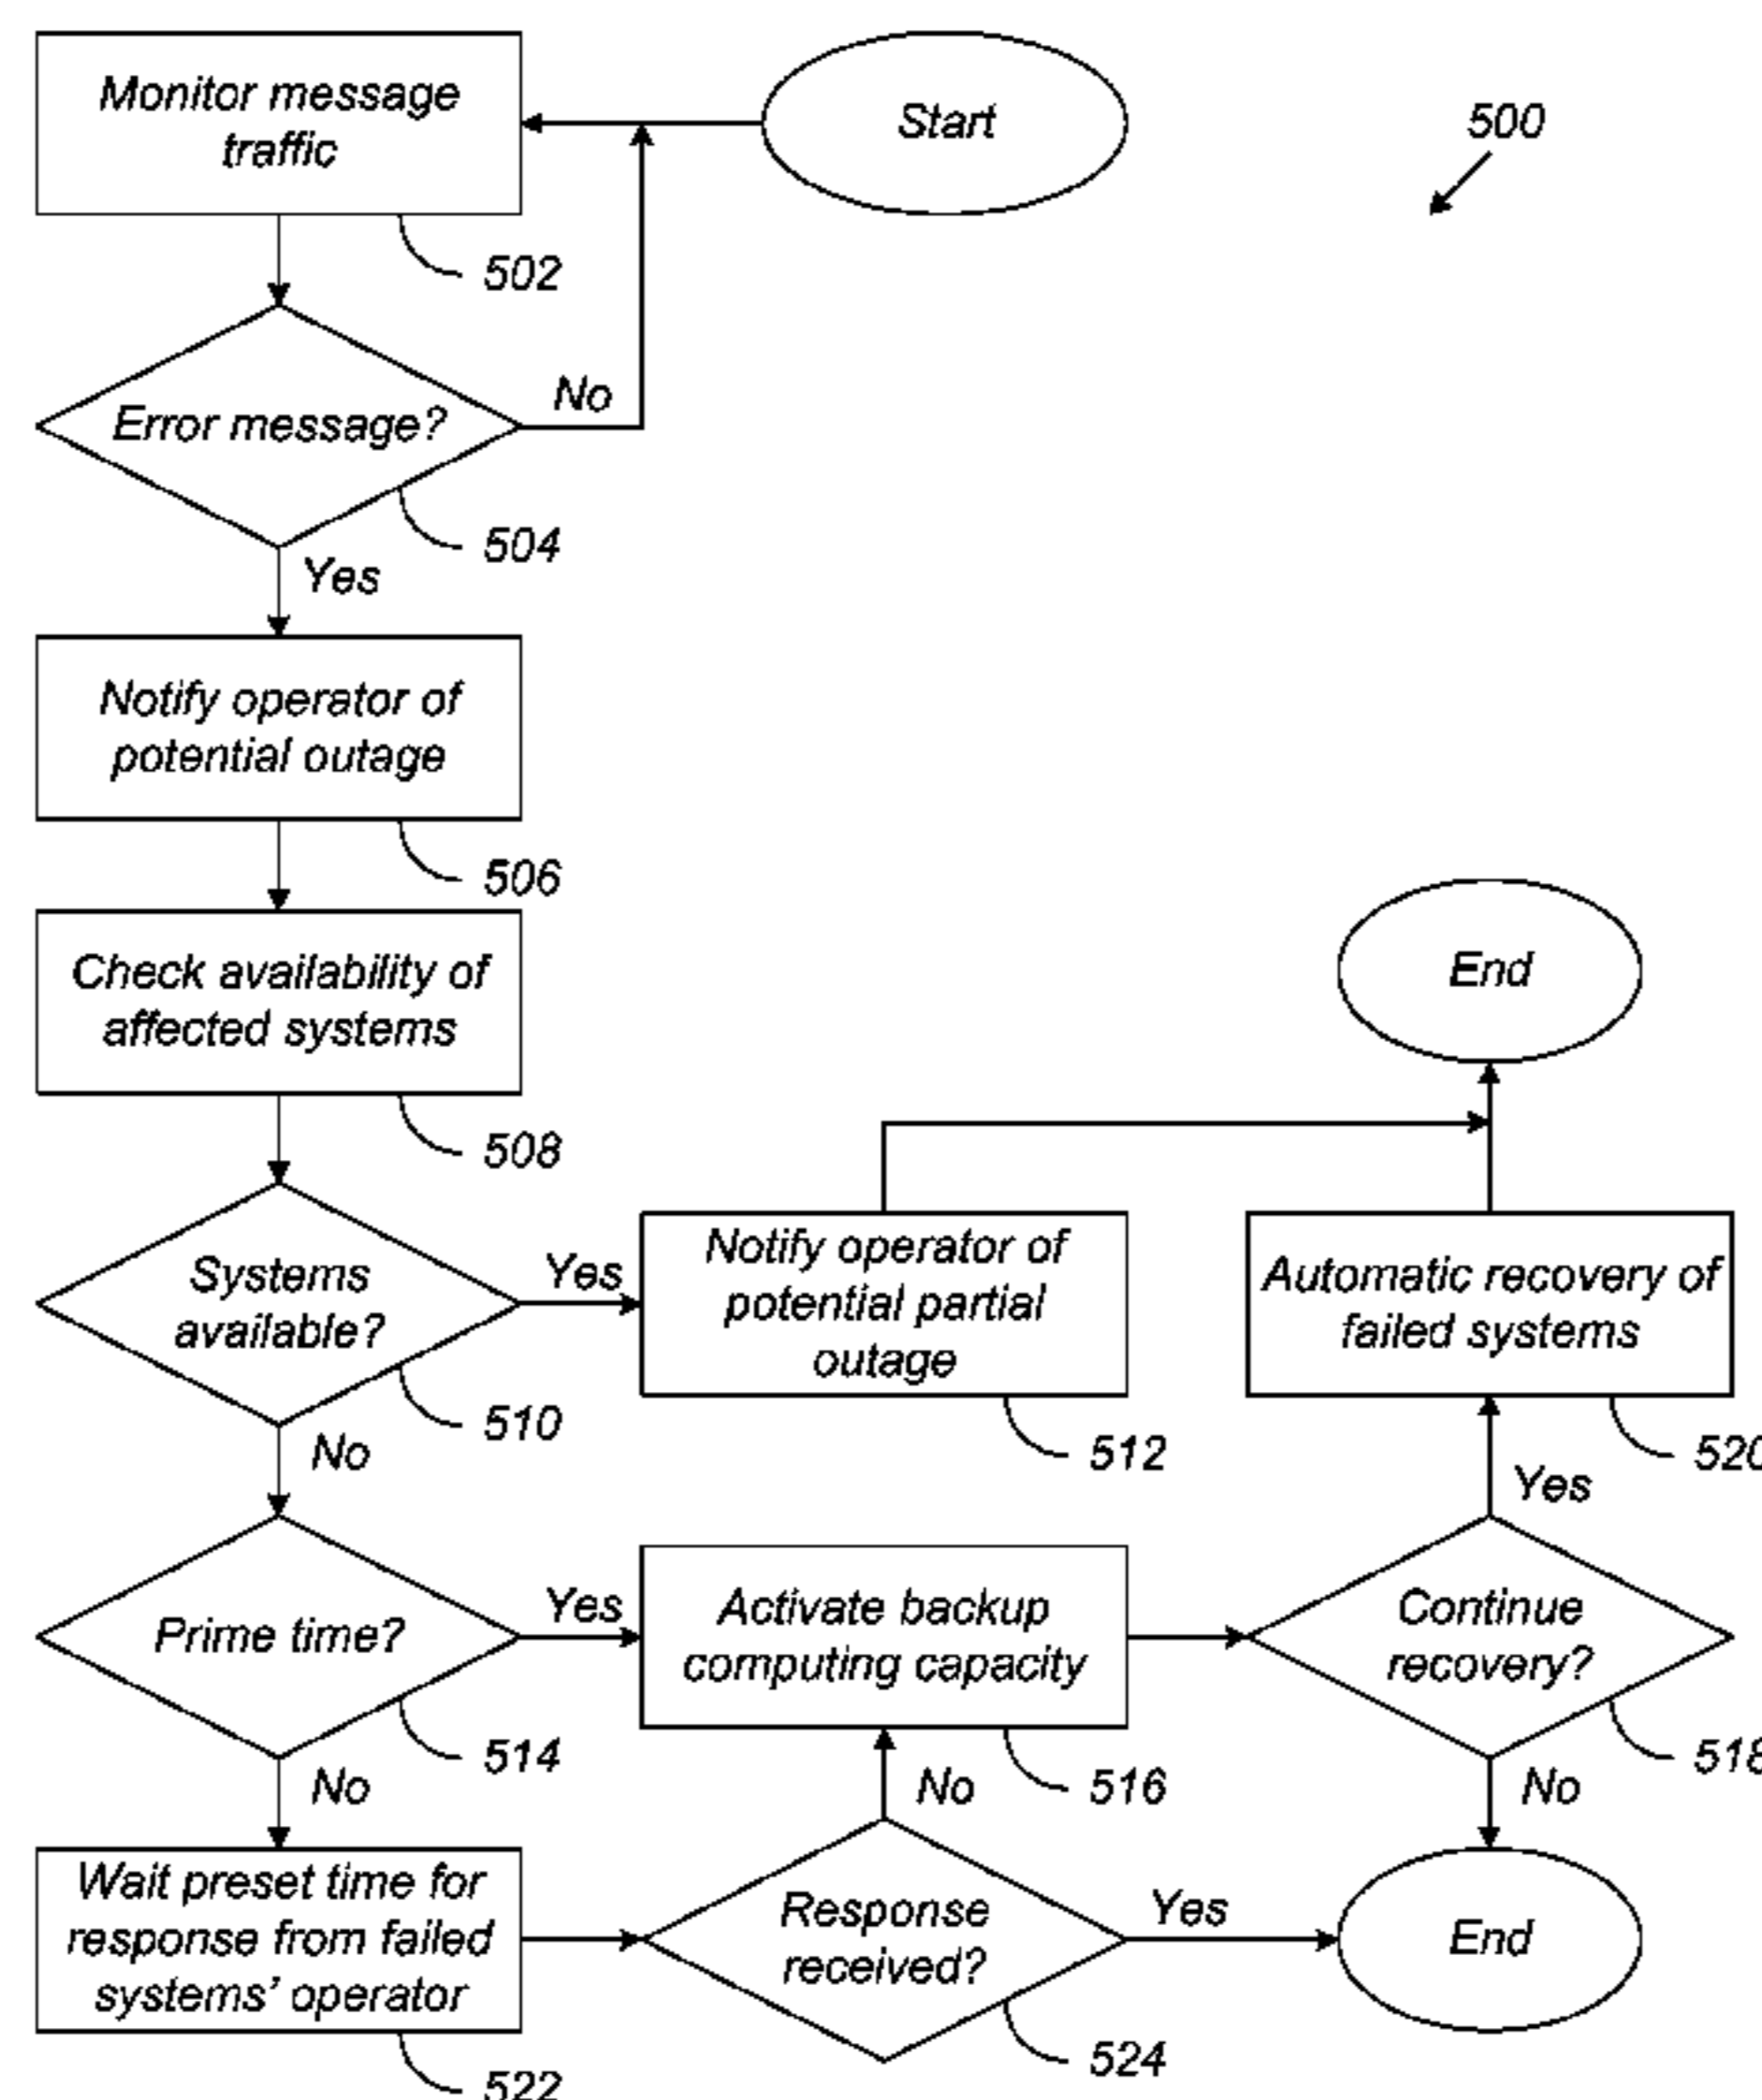 Monitor message
traffic
Start
500
502
Error message?
No
504
Yes
Notify operator of
potential outage
506
Check availability of
affected systems
End
508
Systems
available?
Yes
Notify operator of
potential partial
outage
Automatic recovery of
failed systems
510
No
512
520
Yes
Prime time?
Yes
Activate backup
computing capacity
Continue
recovery?
514
No
516
No
518
No
Wait preset time for
response from failed
systems' operator
Response
received?
Yes
End
522
524